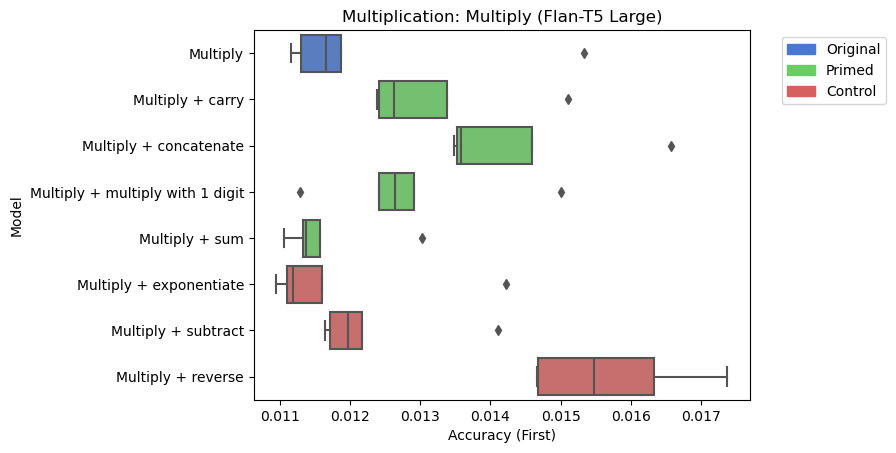 Multiplication: Multiply (Flan-T5 Large)
Multiply
Multiply + carry
Multiply + concatenate
Multiply + multiply with 1 digit
Multiply + sum
Multiply + exponentiate
Multiply + subtract
Multiply + reverse
Model
0.011 0.012 0.013 0.014 0.015 0.016 0.017
Accuracy (First)
Original
Primed
Control